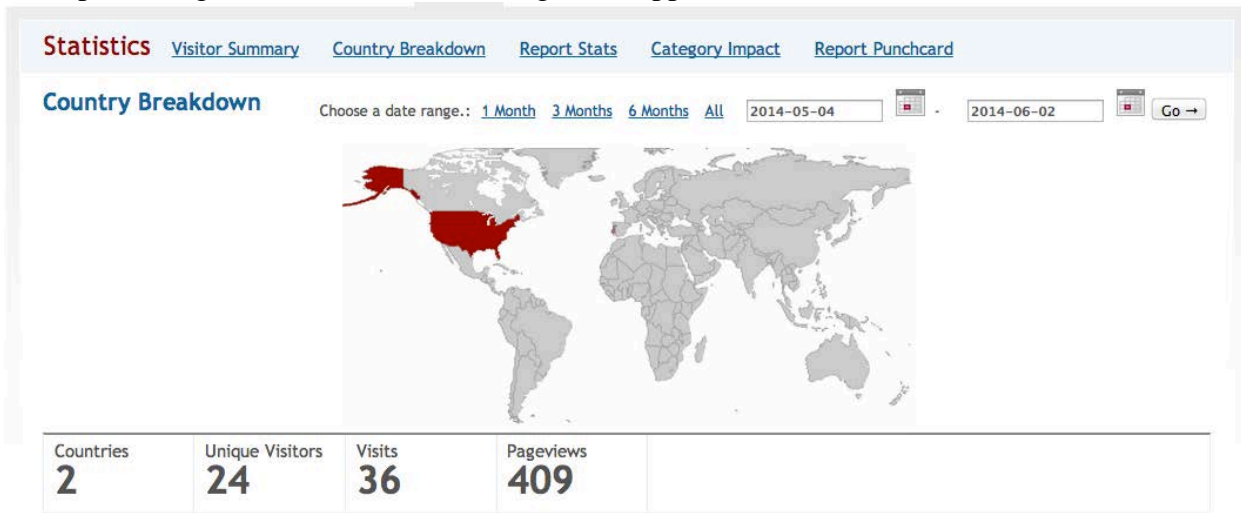 Statistics Visitor Summary Country Breakdown Report Stats Category Impact Report Punchcard
Country Breakdown Choose a date range.: 1 Month 3 Months 6 Months All 2014-05-04 - 2014-06-02 Go →
Countries Unique Visitors Visits Pageviews
2 24 36 409